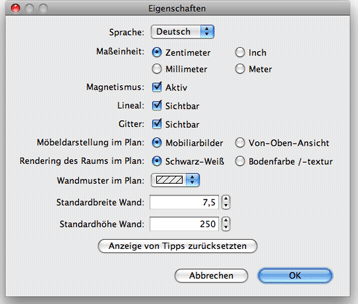 Eigenschaften
Sprache: Deutsch
Maßeinheit: Zentimeter Inch
Millimeter Meter
Magnetismus: Aktiv
Lineal: Sichtbar
Gitter: Sichtbar
Möbeldarstellung im Plan: Mobiliarbilder Von-Oben-Ansicht
Rendering des Raums im Plan: Schwarz-Weiß Bodenfarbe /-textur
Wandmuster im Plan:
Standardbreite Wand: 7,5
Standardhöhe Wand: 250
Anzeige von Tipps zurücksetzten
Abbrechen OK